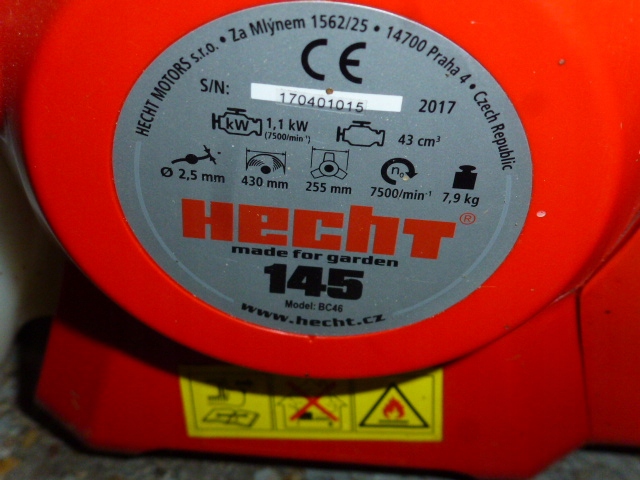 HECHT MOTORS s.r.o. • Za Mlýnem 1562/25 • 14700 Praha 4 • Czech Republic
CE
S/N: 170401015 2017
kW 1,1 kW (7500/min⁻¹) 43 cm³
Ø 2,5 mm 430 mm 255 mm n₀ 7500/min⁻¹ 7,9 kg
HECHT®
made for garden
145
Model: BC46
www.hecht.cz